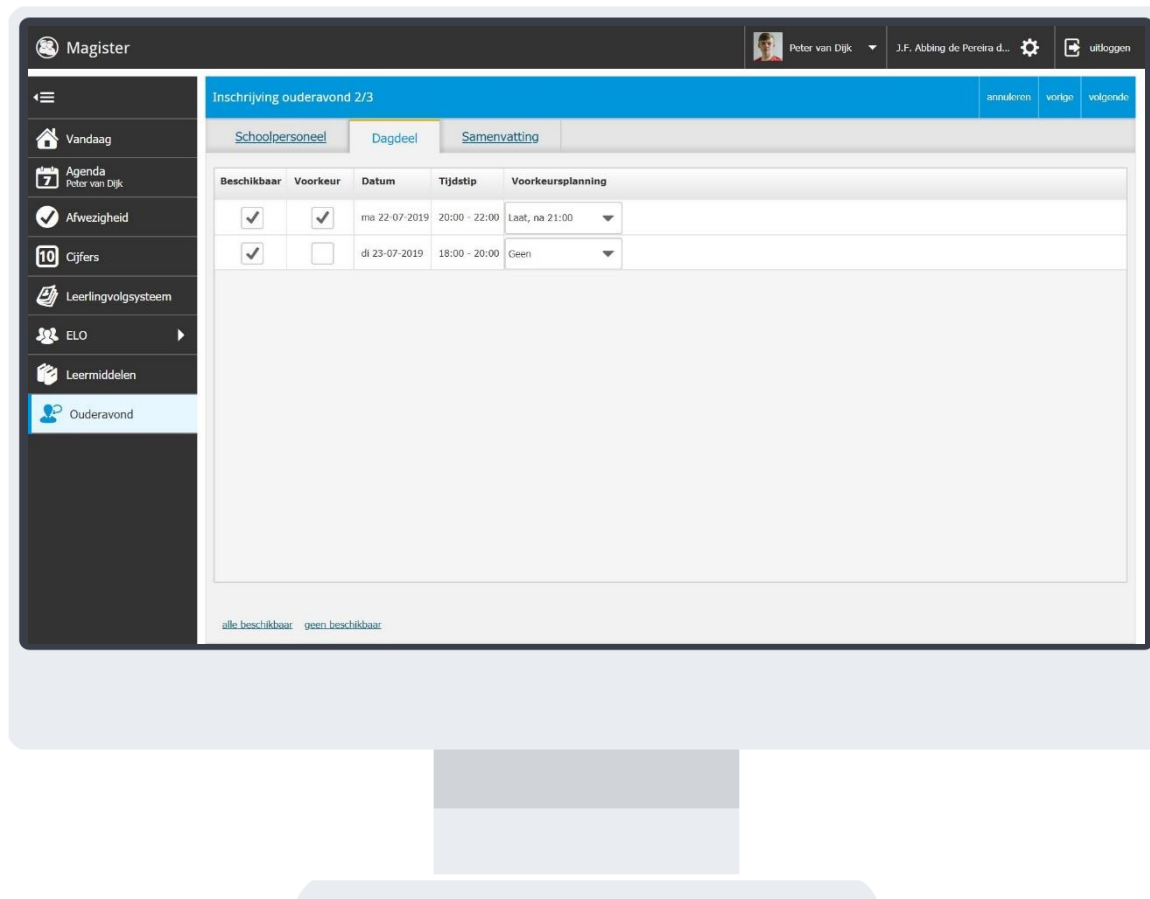 Magister
Peter van Dijk
J.F. Abbing de Pereira d...
uitloggen
Inschrijving ouderavond 2/3
annuleren vorige volgende
Vandaag
7 Agenda
Peter van Dijk
Afwezigheid
10 Cijfers
Leerlingvolgsysteem
ELO
Leermiddelen
Ouderavond
Schoolpersoneel Dagdeel Samenvatting
Beschikbaar Voorkeur Datum Tijdstip Voorkeursplanning
ma 22-07-2019 20:00 - 22:00 Laat, na 21:00
di 23-07-2019 18:00 - 20:00 Geen
alle beschikbaar geen beschikbaar